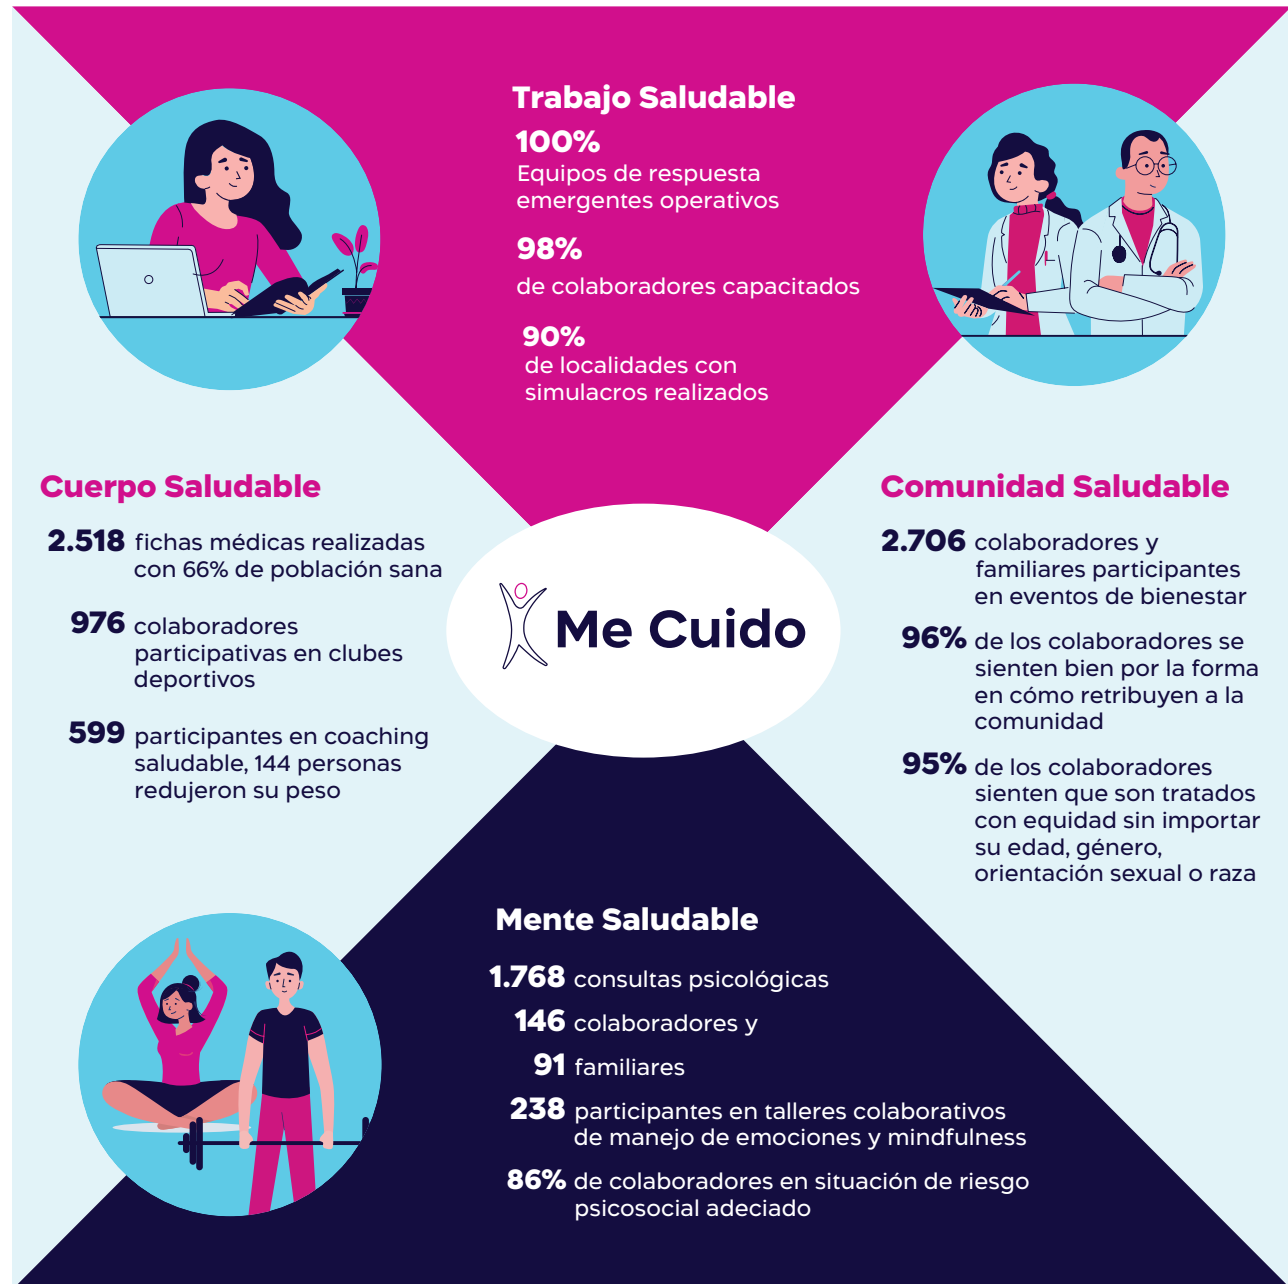 Trabajo Saludable
100%
Equipos de respuesta
emergentes operativos
98%
de colaboradores capacitados
90%
de localidades con
simulacros realizados
Cuerpo Saludable
2.518 fichas médicas realizadas
con 66% de población sana
976 colaboradores
participativas en clubes
deportivos
599 participantes en coaching
saludable, 144 personas
redujeron su peso
Me Cuido
Comunidad Saludable
2.706 colaboradores y
familiares participantes
en eventos de bienestar
96% de los colaboradores se
sienten bien por la forma
en cómo retribuyen a la
comunidad
95% de los colaboradores
sienten que son tratados
con equidad sin importar
su edad, género,
orientación sexual o raza
Mente Saludable
1.768 consultas psicológicas
146 colaboradores y
91 familiares
238 participantes en talleres colaborativos
de manejo de emociones y mindfulness
86% de colaboradores en situación de riesgo
psicosocial adeciado